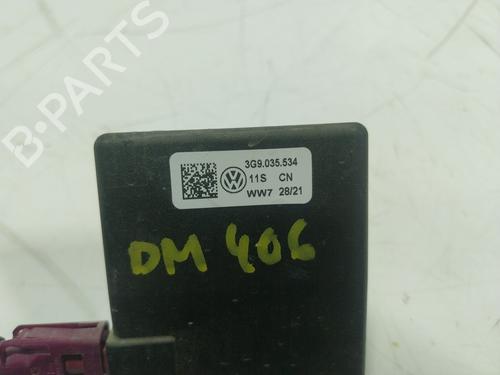 B-PARTS
3G9.035.534
11S CN
WW7 28/21
DM 406